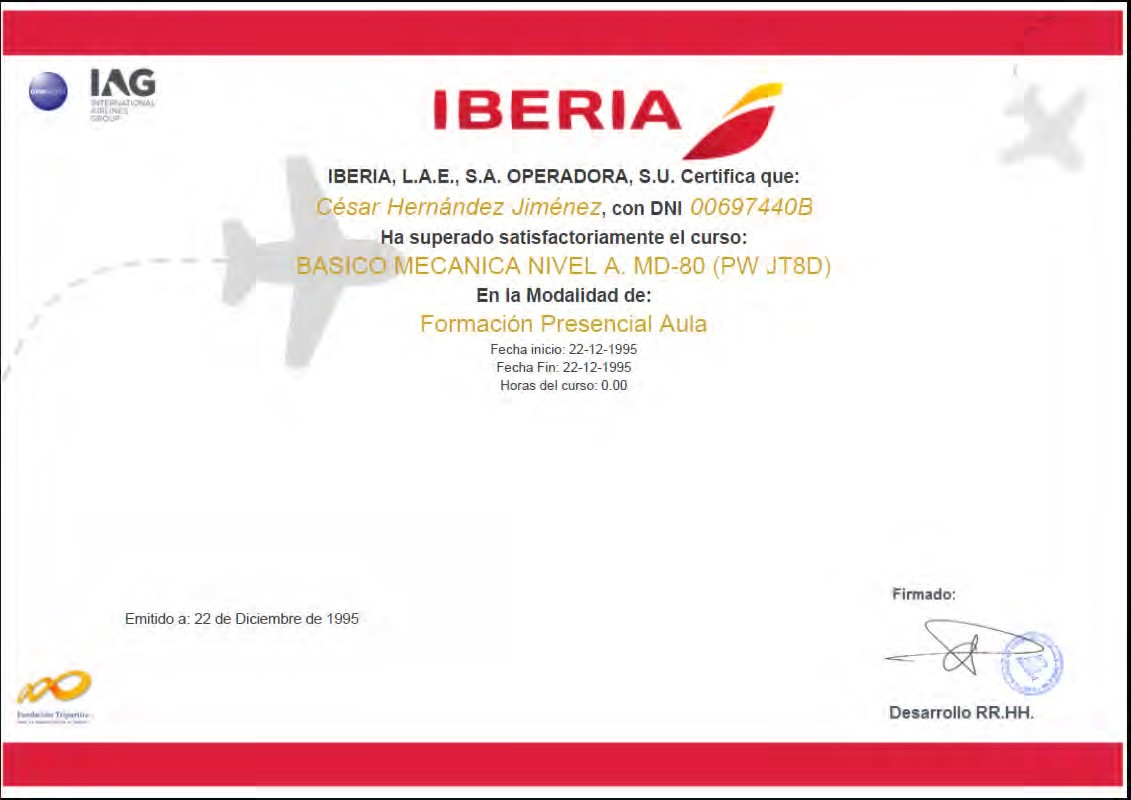 oneworld
IAG
INTERNATIONAL
AIRLINES
GROUP
IBERIA
IBERIA, L.A.E., S.A. OPERADORA, S.U. Certifica que:
César Hernández Jiménez, con DNI 00697440B
Ha superado satisfactoriamente el curso:
BASICO MECANICA NIVEL A. MD-80 (PW JT8D)
En la Modalidad de:
Formación Presencial Aula
Fecha inicio: 22-12-1995
Fecha Fin: 22-12-1995
Horas del curso: 0.00
Emitido a: 22 de Diciembre de 1995
Firmado:
Desarrollo RR.HH.
Fundación Tripartita